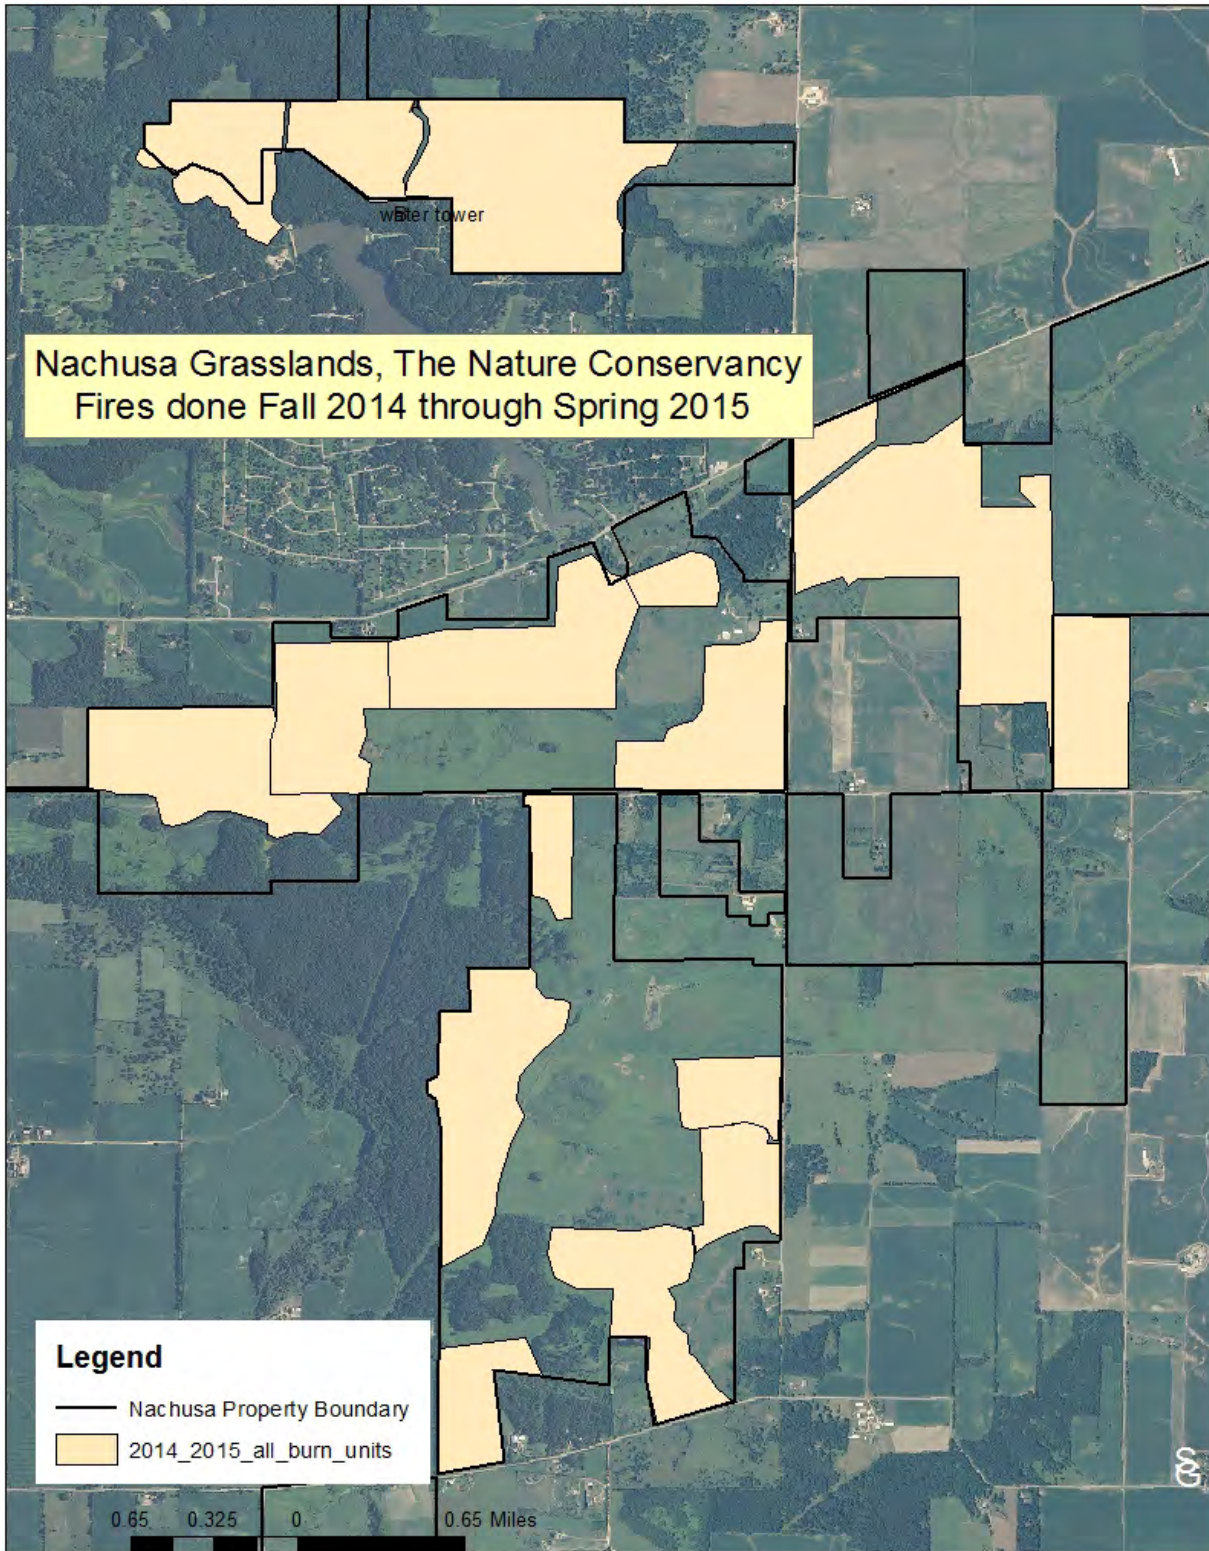 water tower
Nachusa Grasslands, The Nature Conservancy
Fires done Fall 2014 through Spring 2015
Legend
Nachusa Property Boundary
2014_2015_all_burn_units
0.65 0.325 0 0.65 Miles